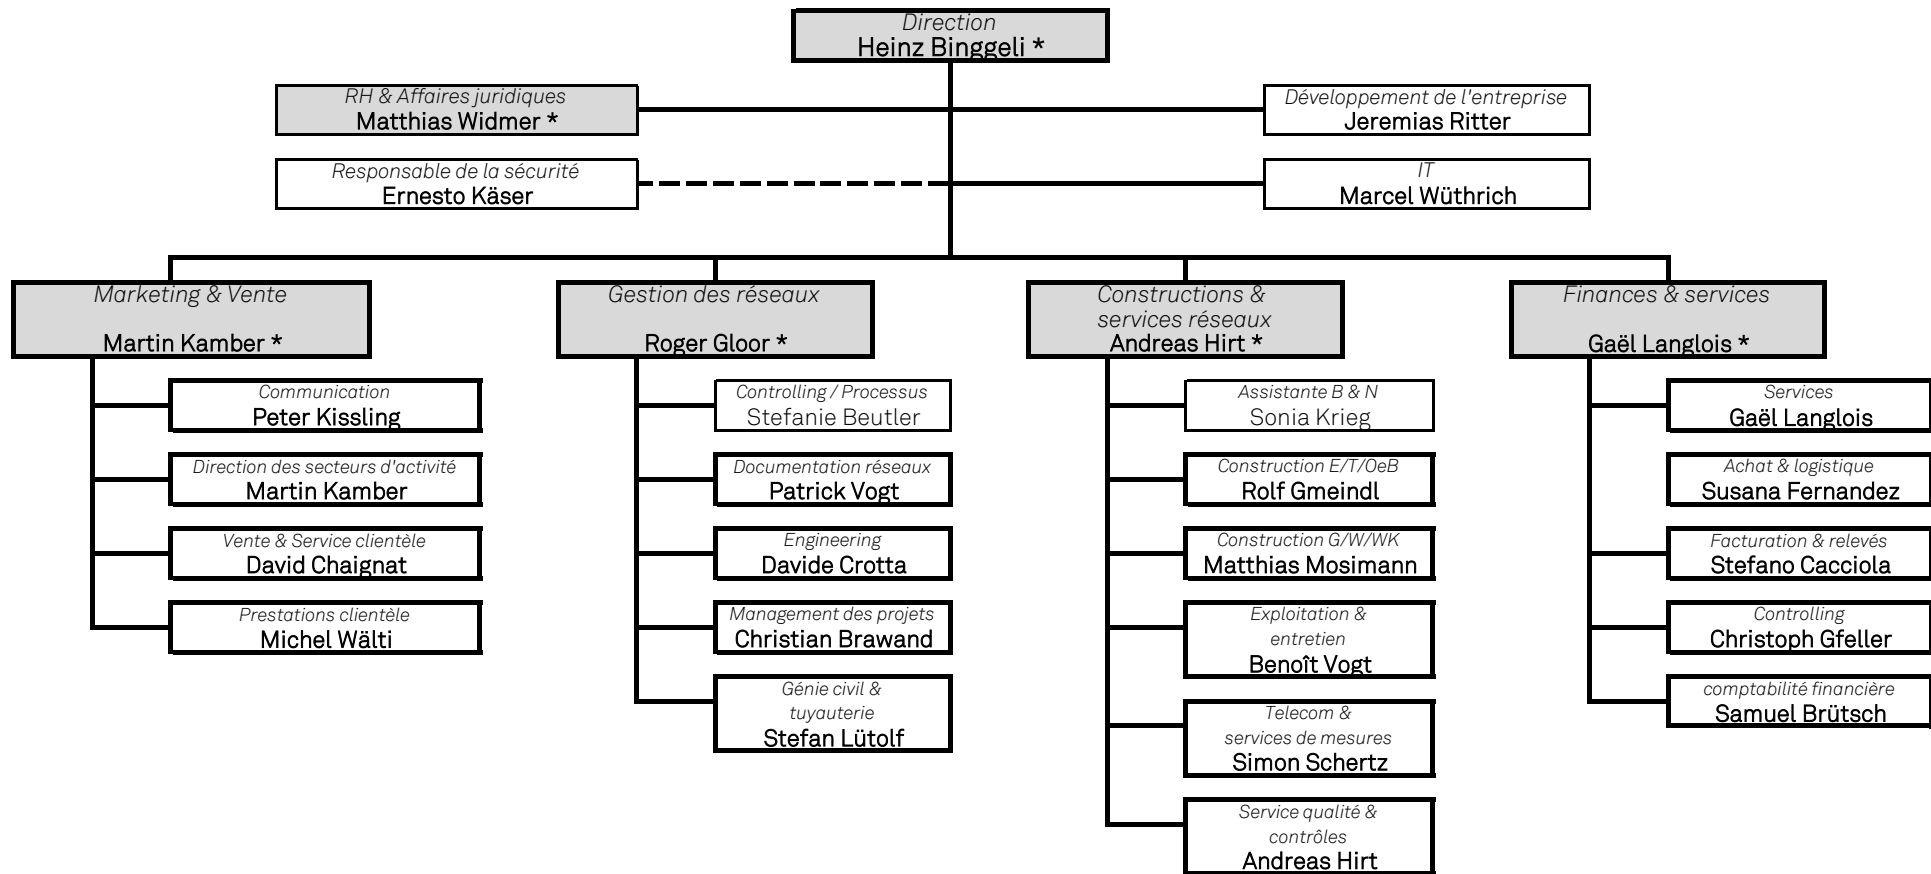 Direction
Heinz Binggeli *
RH & Affaires juridiques
Matthias Widmer *
Développement de l'entreprise
Jeremias Ritter
Responsable de la sécurité
Ernesto Käser
IT
Marcel Wüthrich
Marketing & Vente
Martin Kamber *
Communication
Peter Kissling
Direction des secteurs d'activité
Martin Kamber
Vente & Service clientèle
David Chaignat
Prestations clientèle
Michel Wälti
Gestion des réseaux
Roger Gloor *
Controlling / Processus
Stefanie Beutler
Documentation réseaux
Patrick Vogt
Engineering
Davide Crotta
Management des projets
Christian Brawand
Génie civil &
tuyauterie
Stefan Lütolf
Constructions &
services réseaux
Andreas Hirt *
Assistante B & N
Sonia Krieg
Construction E/T/OeB
Rolf Gmeindl
Construction G/W/WK
Matthias Mosimann
Exploitation &
entretien
Benoît Vogt
Telecom &
services de mesures
Simon Schertz
Service qualité &
contrôles
Andreas Hirt
Finances & services
Gaël Langlois *
Services
Gaël Langlois
Achat & logistique
Susana Fernandez
Facturation & relevés
Stefano Cacciola
Controlling
Christoph Gfeller
comptabilité financière
Samuel Brütsch